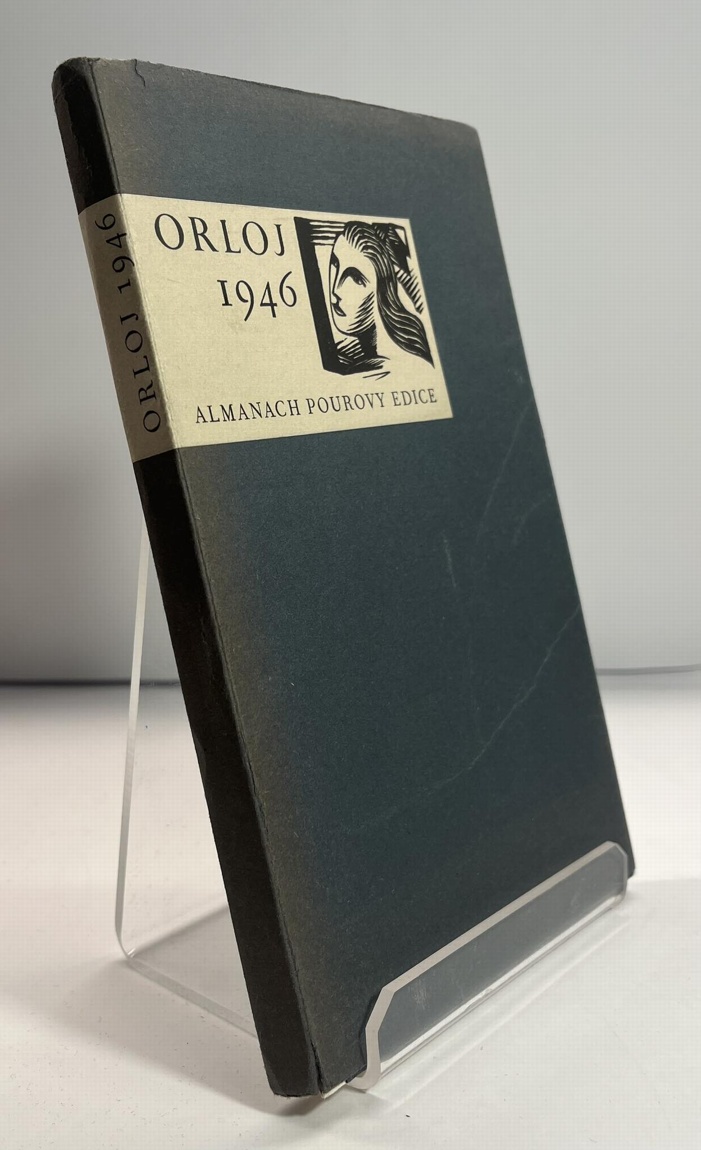 ORLOJ
1946
ALMANACH POUROVY EDICE
ORLOJ 1946